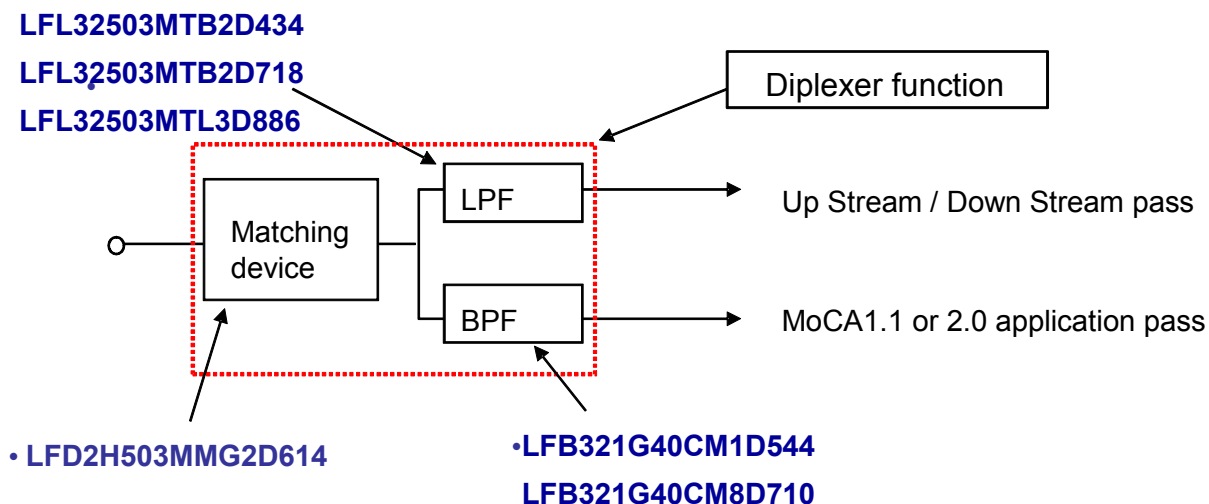 LFL32503MTB2D434
LFL32503MTB2D718
•
LFL32503MTL3D886
Diplexer function
LPF
Up Stream / Down Stream pass
Matching
device
BPF
MoCA1.1 or 2.0 application pass
• LFD2H503MMG2D614
•LFB321G40CM1D544
LFB321G40CM8D710